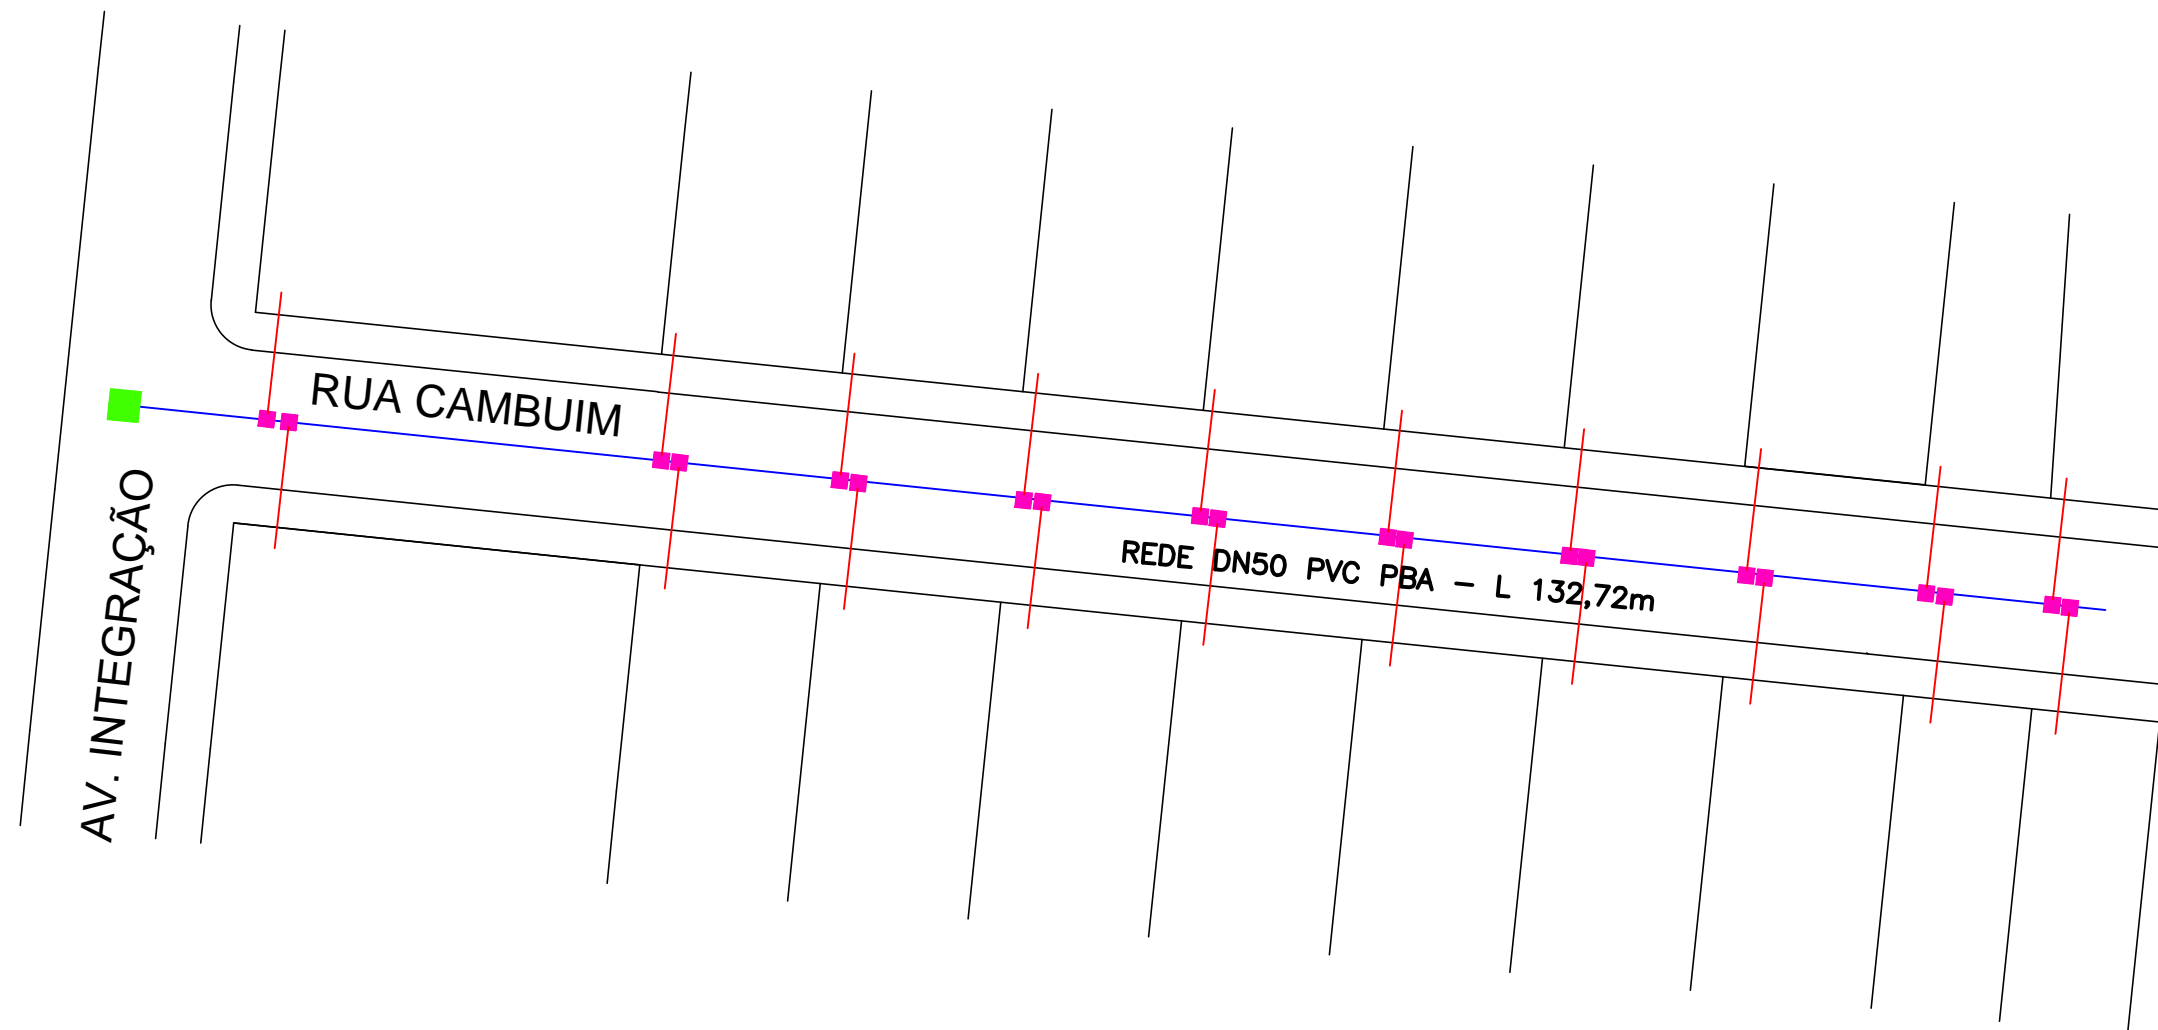 RUA CAMBUIM
AV. INTEGRAÇÃO
REDE DN50 PVC PBA - L 132,72m